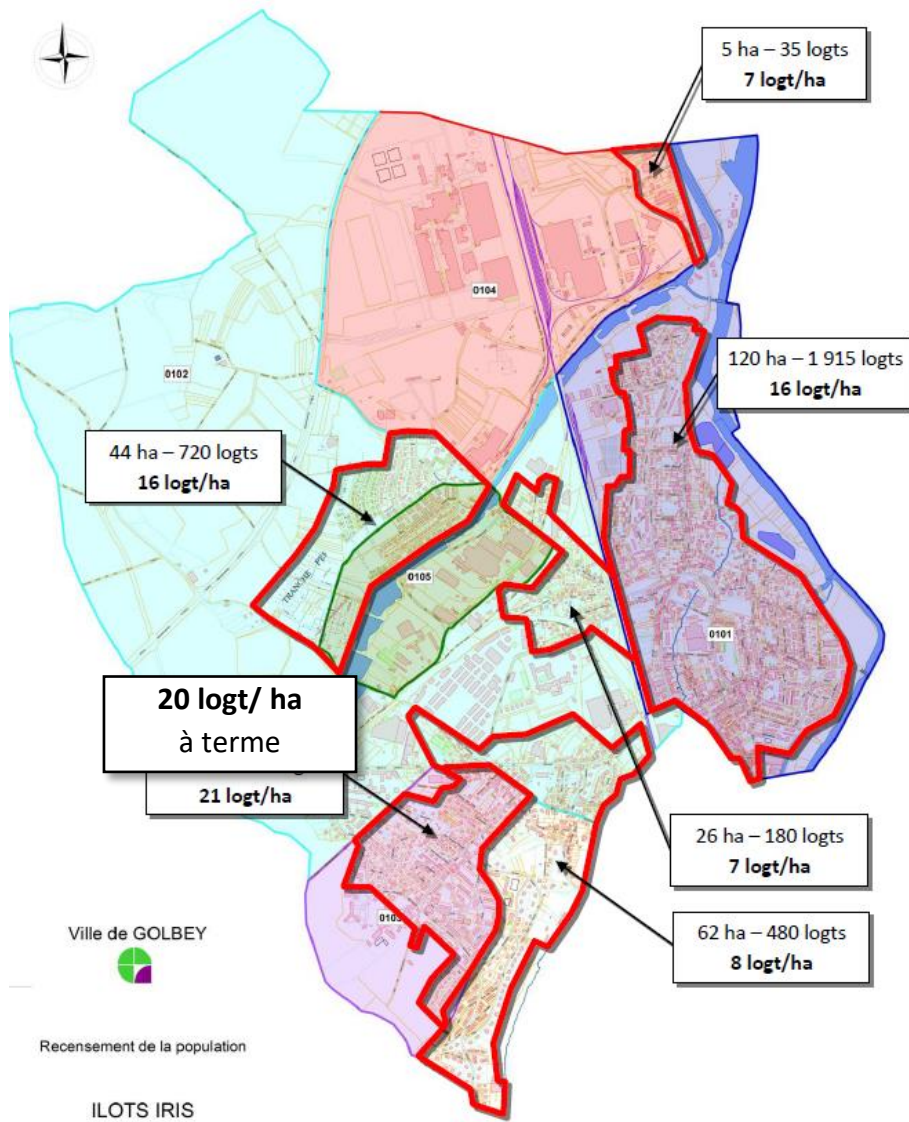 5 ha – 35 logts
7 logt/ha
0104
120 ha – 1 915 logts
16 logt/ha
0102
44 ha – 720 logts
16 logt/ha
TRANCHE
0105
0101
20 logt/ ha
à terme
21 logt/ha
26 ha – 180 logts
7 logt/ha
0103
62 ha – 480 logts
8 logt/ha
Ville de GOLBEY
Recensement de la population
ILOTS IRIS